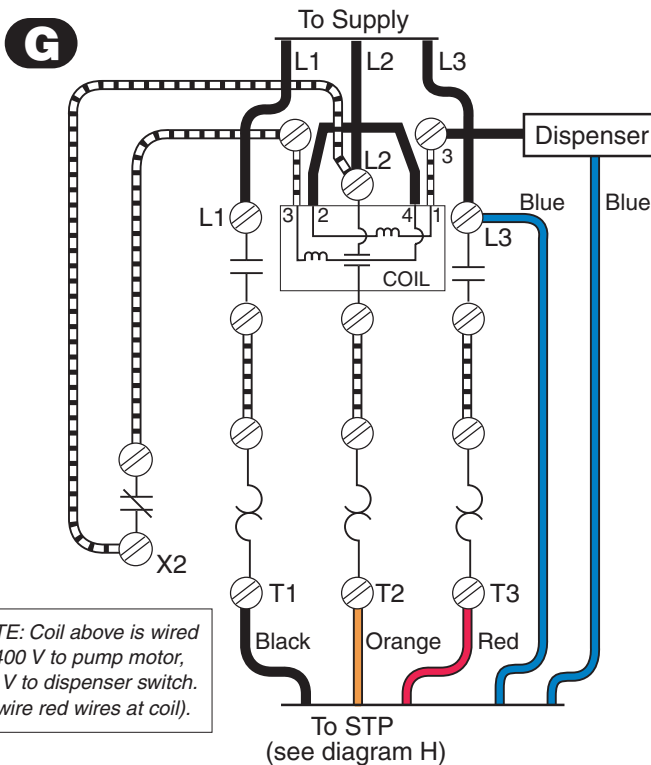 G
To Supply
L1 L2 L3
L2
3
Dispenser
Blue Blue
L1 3 2 4 1 L3
COIL
X2
T1 T2 T3
Black Orange Red
TE: Coil above is wired
400 V to pump motor,
V to dispenser switch.
wire red wires at coil).
To STP
(see diagram H)